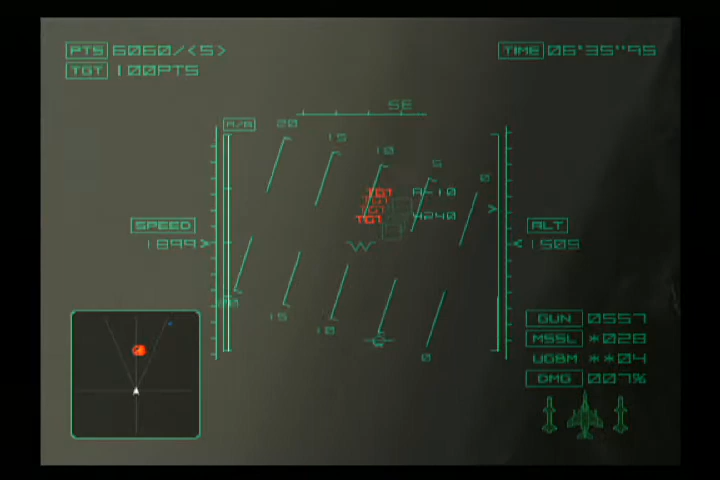 PTS 6060/<5>
TIME 06'35"95
TGT 100PTS
SE
A/B
20
15
10
5
0
TGT
A-10
4240
TGT
SPEED
1899
ALT
1505
15
10
0
GUN 0557
MSSL *028
UGBM **04
DMG 007%